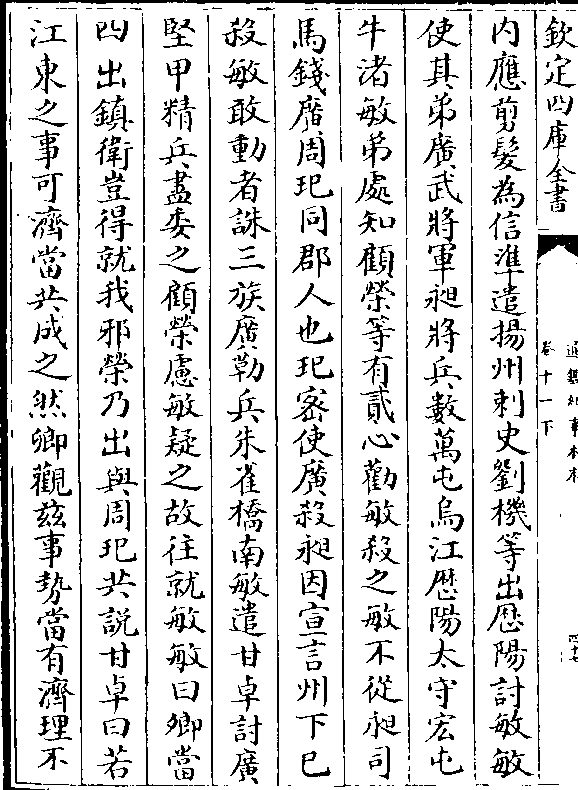 欽定四庫全書
通鑑紀事本末
卷十一下
四十七
内應剪髮為信準遣揚州刺史劉機等出厯陽討敏敏
使其弟廣武將軍昶將兵數萬屯烏江厯陽太守宏屯
牛渚敏弟處知顧榮等有貳心勸敏殺之敏不從昶司
馬錢廣周玘同郡人也玘密使廣殺昶因宣言州下已
殺敏敢動者誅三族廣勒兵朱雀橋南敏遣甘卓討廣
堅甲精兵盡委之顧榮慮敏疑之故往就敏敏曰卿當
四出鎮衛豈得就我邪榮乃出與周玘共説甘卓曰若
江東之事可濟當共成之然卿觀兹事勢當有濟理不